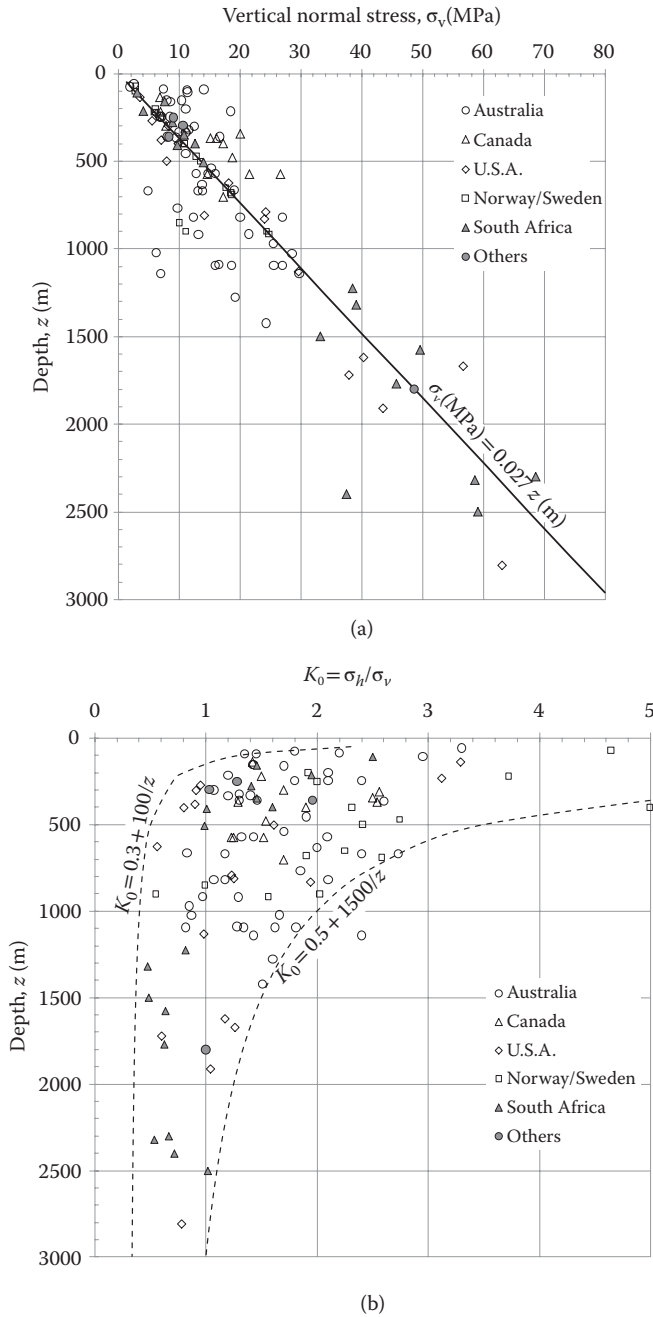 Vertical normal stress, σv(MPa)
0 10 20 30 40 50 60 70 80
0
500
1000
1500
2000
2500
3000
Depth, z (m)
Australia
Canada
U.S.A.
Norway/Sweden
South Africa
Others
σv(MPa) = 0.027 z (m)
(a)
K0 = σh/σv
0 1 2 3 4 5
0
500
1000
1500
2000
2500
3000
Depth, z (m)
K0 = 0.3 + 100/z
K0 = 0.5 + 1500/z
Australia
Canada
U.S.A.
Norway/Sweden
South Africa
Others
(b)